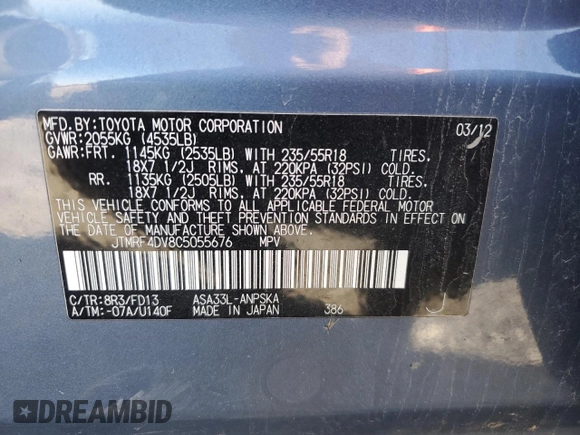 MFD.BY:TOYOTA MOTOR CORPORATION 03/12
GVWR:2055KG (4535LB)
GAWR:FRT. 1145KG (2535LB) WITH 235/55R18 TIRES.
18X7 1/2J RIMS, AT 220KPA (32PSI) COLD.
RR. 1135KG (2505LB) WITH 235/55R18 TIRES.
18X7 1/2J RIMS, AT 220KPA (32PSI) COLD.
THIS VEHICLE CONFORMS TO ALL APPLICABLE FEDERAL MOTOR
VEHICLE SAFETY AND THEFT PREVENTION STANDARDS IN EFFECT ON
THE DATE OF MANUFACTURE SHOWN ABOVE.
JTMRF4DV8C5055676 MPV
C/TR:8R3/FD13 ASA33L-ANPSKA
A/TM:-07A/U140F MADE IN JAPAN 386 J
DREAMBID